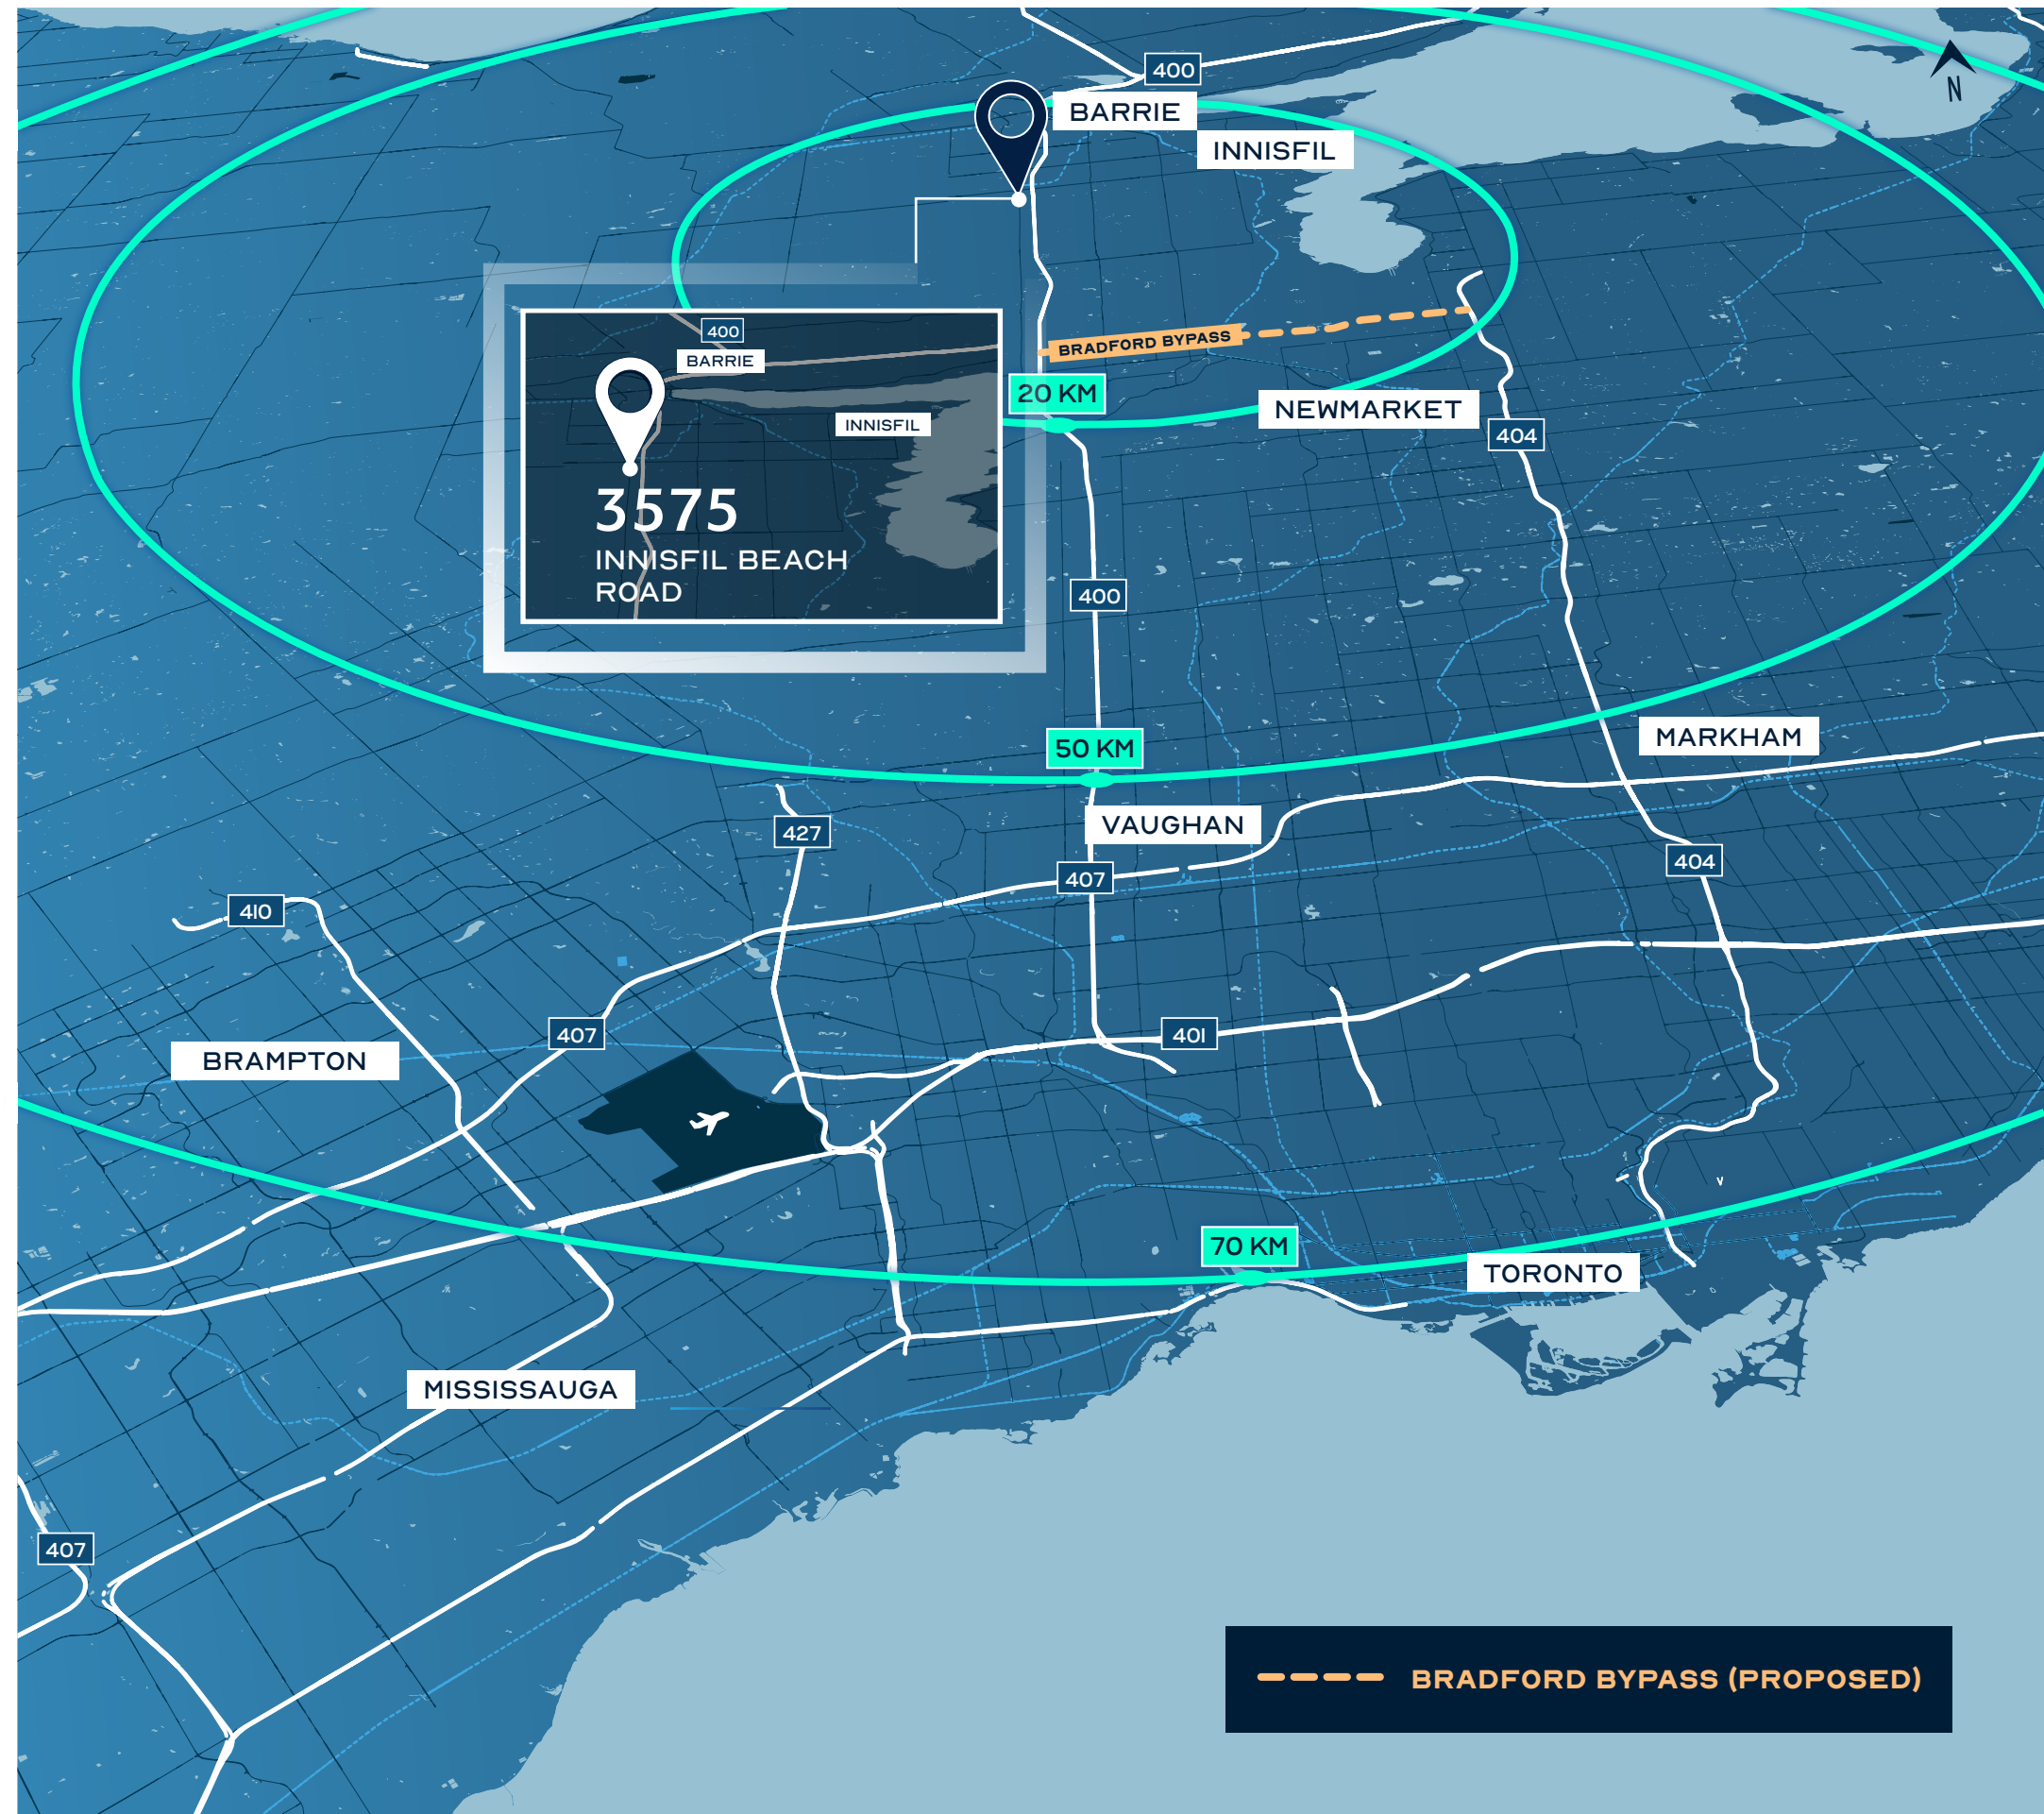 N
400
BARRIE
INNISFIL
BRADFORD BYPASS
400
BARRIE
INNISFIL
3575
INNISFIL BEACH
ROAD
20 KM
NEWMARKET
404
400
MARKHAM
50 KM
VAUGHAN
427
407
404
410
407
401
BRAMPTON
70 KM
TORONTO
MISSISSAUGA
407
BRADFORD BYPASS (PROPOSED)